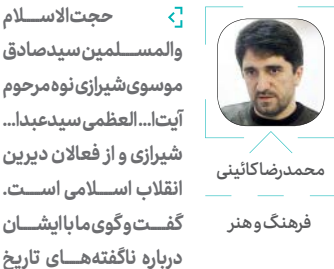 حجت‌الاسلام
والمسلمین سیدصادق
موسوی شیرازی نوه مرحوم
آیت‌ا... العظمی سیدعبدا...
شیرازی و از فعالان دیرین
انقلاب اسلامی است.
گفت‌وگوی ما با ایشان
درباره ناگفته‌های تاریخ
محمدرضا کائینی
فرهنگ و هنر